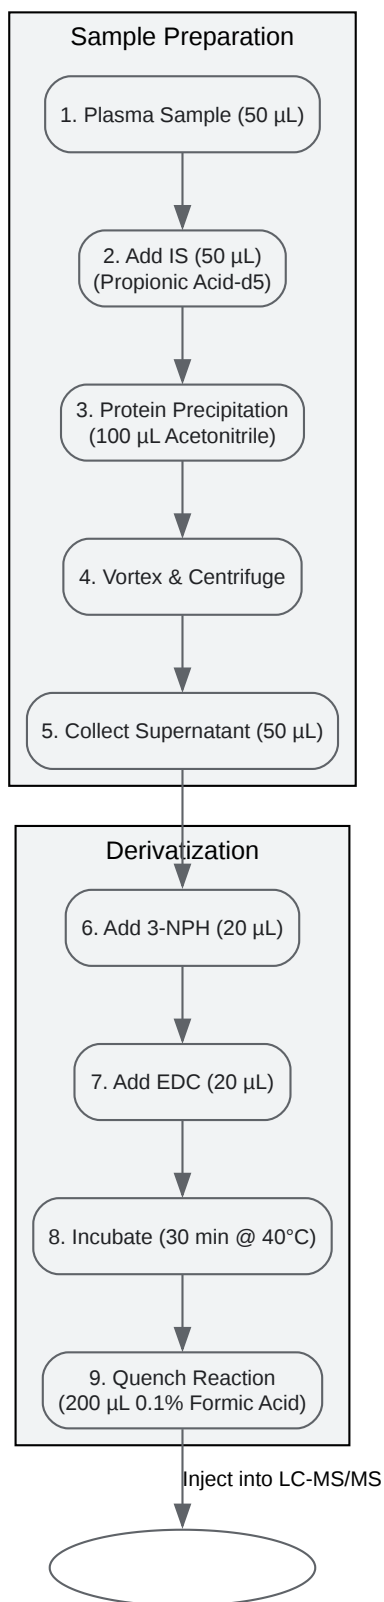 Sample Preparation
1. Plasma Sample (50 µL)
2. Add IS (50 µL)
(Propionic Acid-d5)
3. Protein Precipitation
(100 µL Acetonitrile)
4. Vortex & Centrifuge
5. Collect Supernatant (50 µL)
Derivatization
6. Add 3-NPH (20 µL)
7. Add EDC (20 µL)
8. Incubate (30 min @ 40°C)
9. Quench Reaction
(200 µL 0.1% Formic Acid)
Inject into LC-MS/MS